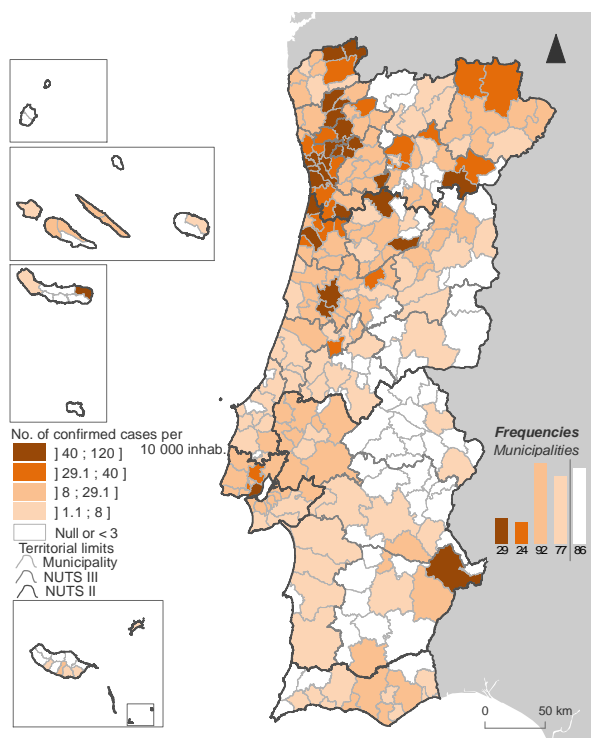 No. of confirmed cases per
10 000 inhab.
] 40 ; 120 ]
] 29.1 ; 40 ]
] 8 ; 29.1 ]
] 1.1 ; 8 ]
Null or < 3
Territorial limits
Municipality
NUTS III
NUTS II
Frequencies
Municipalities
29 24 92 77 86
0 50 km